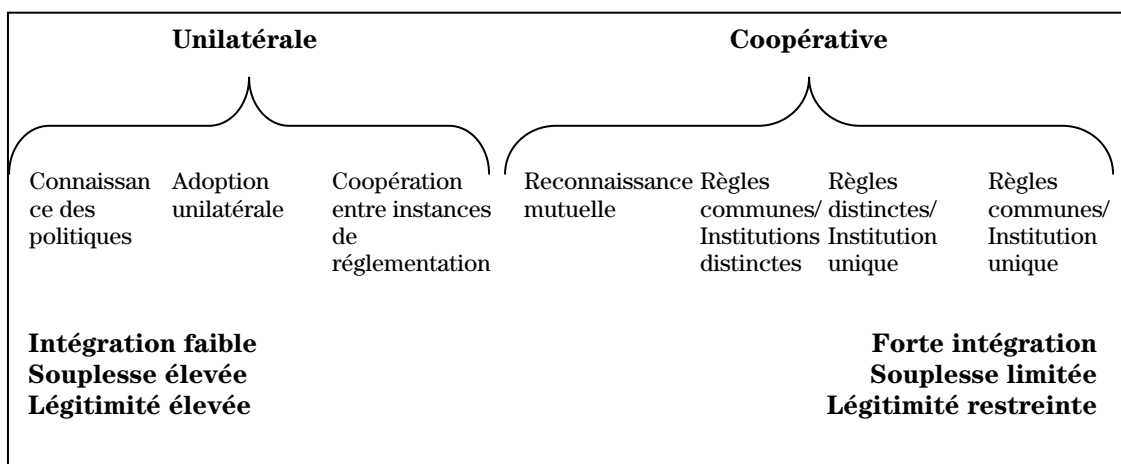 Unilatérale
Coopérative
Connaissan
ce des
politiques
Adoption
unilatérale
Coopération
entre instances
de
réglementation
Reconnaissance
mutuelle
Règles
communes/
Institutions
distinctes
Règles
distinctes/
Institution
unique
Règles
communes/
Institution
unique
Intégration faible
Souplesse élevée
Légitimité élevée
Forte intégration
Souplesse limitée
Légitimité restreinte